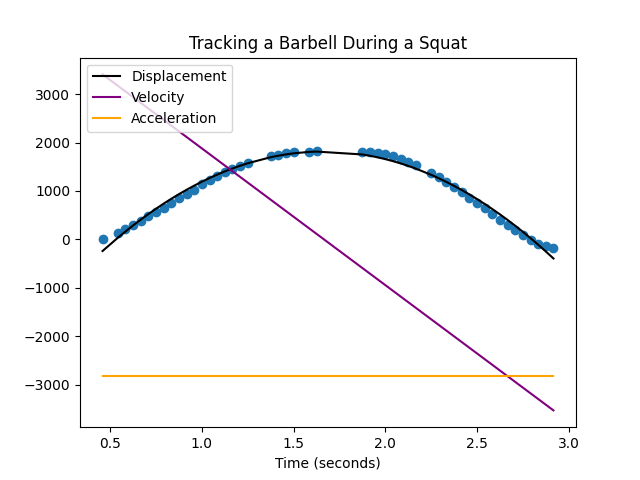 Tracking a Barbell During a Squat
Displacement
Velocity
Acceleration
3000
2000
1000
0
−1000
−2000
−3000
0.5 1.0 1.5 2.0 2.5 3.0
Time (seconds)